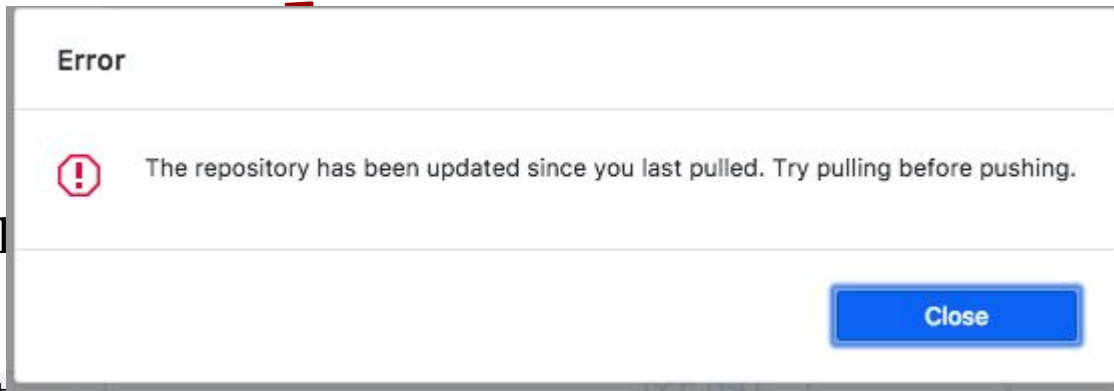 Error
The repository has been updated since you last pulled. Try pulling before pushing.
Close